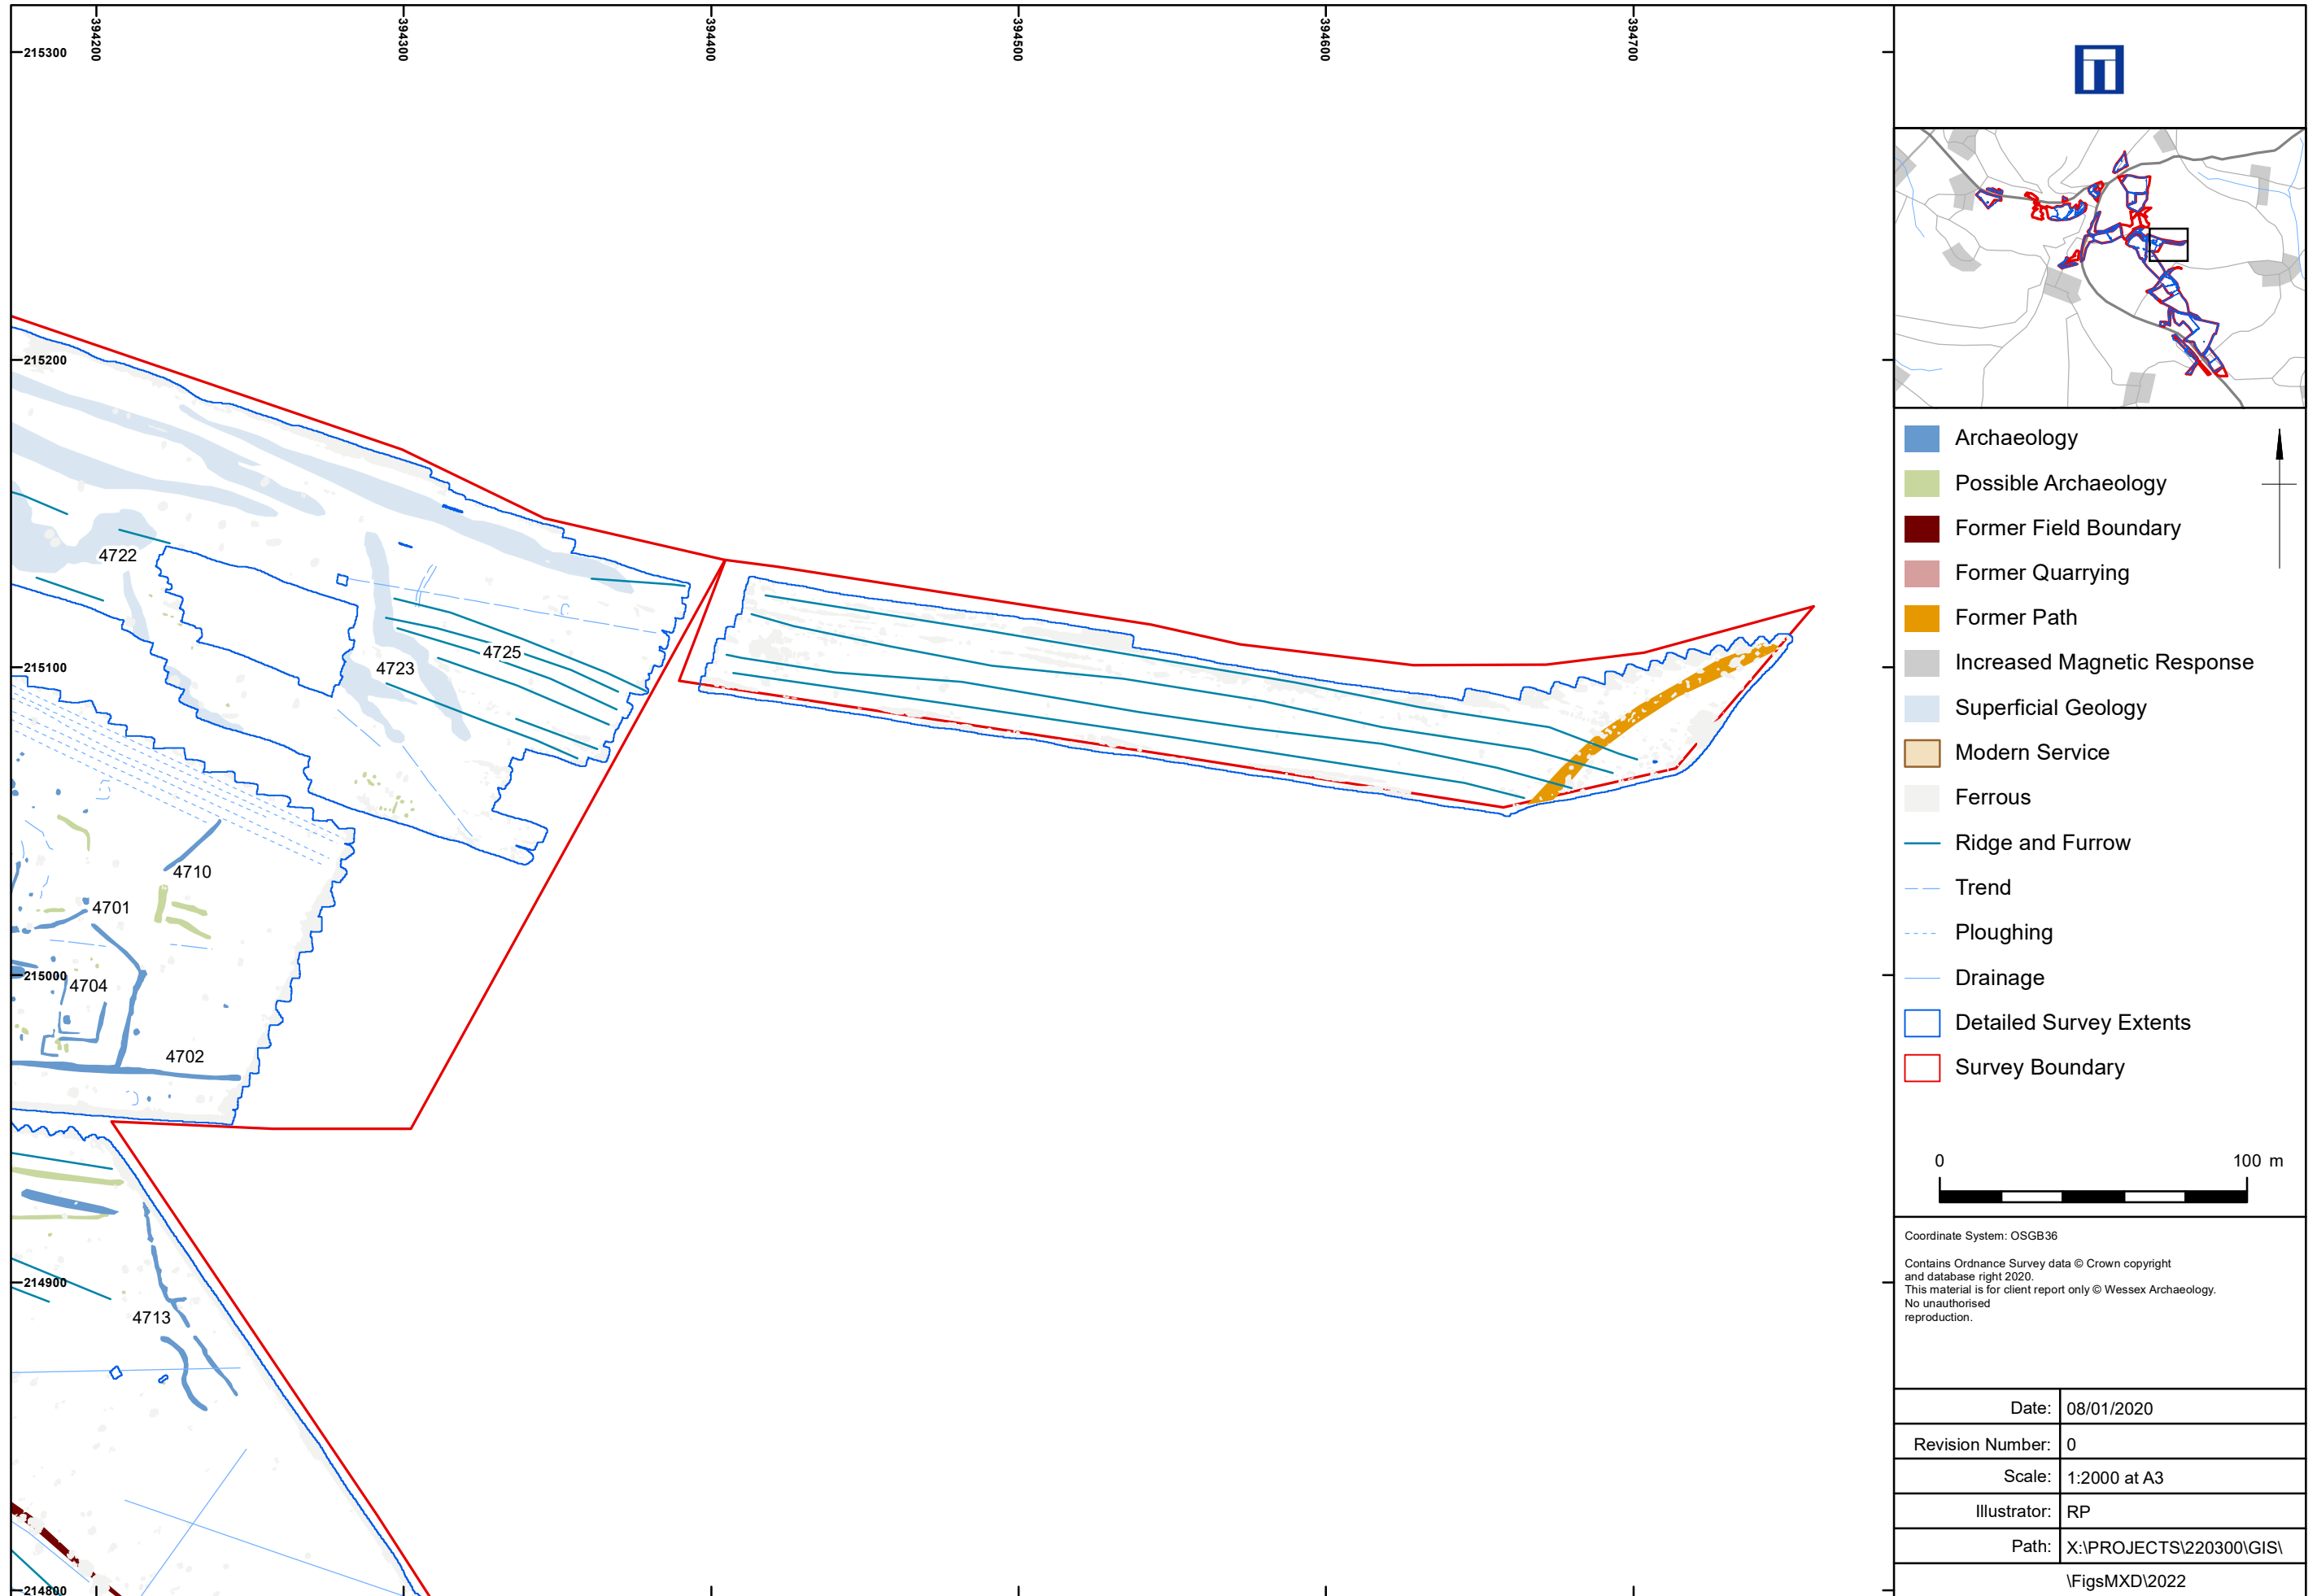 394200
394300
394400
394500
394600
394700
215300
215200
215100
215000
214900
214800
4722
4725
4723
4710
4701
4704
4702
4713
Archaeology
Possible Archaeology
Former Field Boundary
Former Quarrying
Former Path
Increased Magnetic Response
Superficial Geology
Modern Service
Ferrous
Ridge and Furrow
Trend
Ploughing
Drainage
Detailed Survey Extents
Survey Boundary
0 100 m
Coordinate System: OSGB36
Contains Ordnance Survey data © Crown copyright
and database right 2020.
This material is for client report only © Wessex Archaeology.
No unauthorised
reproduction.
Date: 08/01/2020
Revision Number: 0
Scale: 1:2000 at A3
Illustrator: RP
Path: X:\PROJECTS\220300\GIS\
\FigsMXD\2022